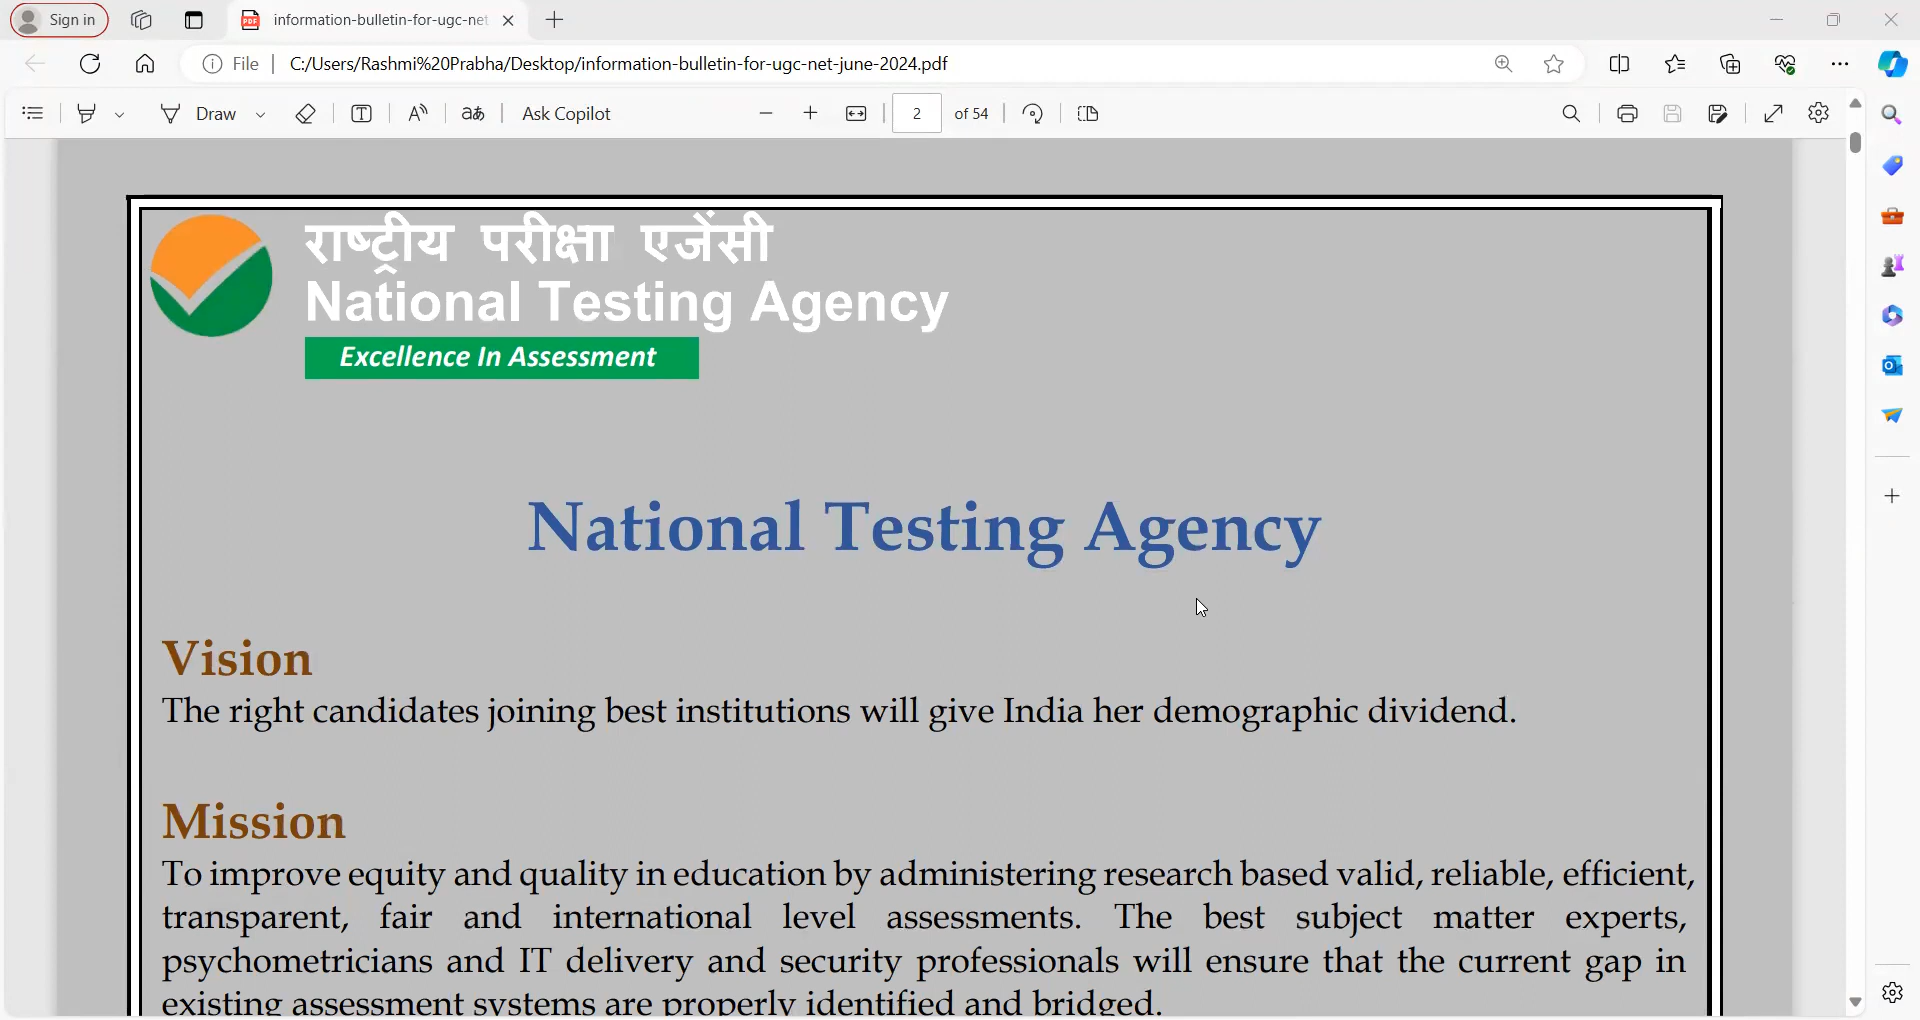 Sign in
information-bulletin-for-ugc-net
File
C:/Users/Rashmi%20Prabha/Desktop/information-bulletin-for-ugc-net-june-2024.pdf
Draw
Ask Copilot
2 of 54
राष्ट्रीय परीक्षा एजेंसी
National Testing Agency
Excellence In Assessment
National Testing Agency
Vision
The right candidates joining best institutions will give India her demographic dividend.
Mission
To improve equity and quality in education by administering research based valid, reliable, efficient,
transparent, fair and international level assessments. The best subject matter experts,
psychometricians and IT delivery and security professionals will ensure that the current gap in
existing assessment systems are properly identified and bridged.